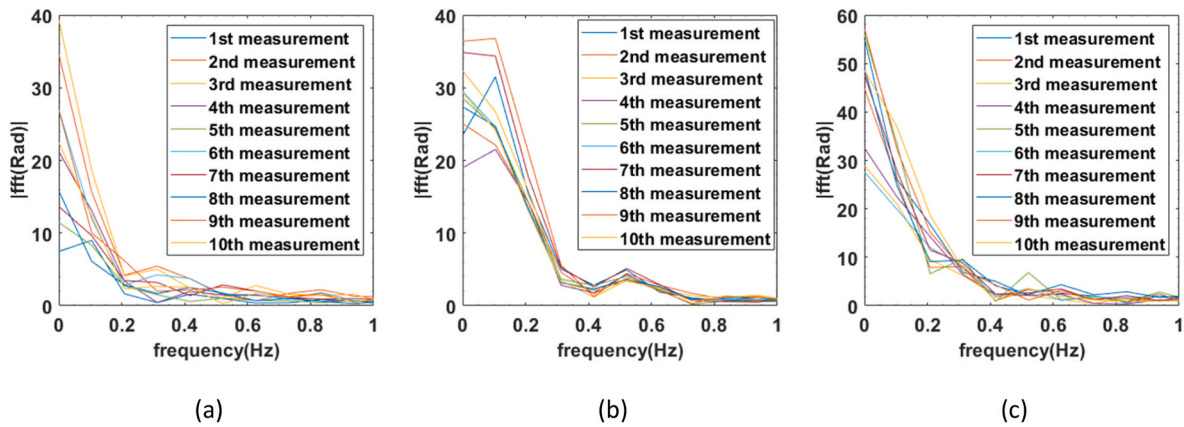 40
30
20
10
0
|fft(Rad)|
1st measurement
2nd measurement
3rd measurement
4th measurement
5th measurement
6th measurement
7th measurement
8th measurement
9th measurement
10th measurement
0 0.2 0.4 0.6 0.8 1
frequency(Hz)
(a)
40
30
20
10
0
|fft(Rad)|
1st measurement
2nd measurement
3rd measurement
4th measurement
5th measurement
6th measurement
7th measurement
8th measurement
9th measurement
10th measurement
0 0.2 0.4 0.6 0.8 1
frequency(Hz)
(b)
60
50
40
30
20
10
0
|fft(Rad)|
1st measurement
2nd measurement
3rd measurement
4th measurement
5th measurement
6th measurement
7th measurement
8th measurement
9th measurement
10th measurement
0 0.2 0.4 0.6 0.8 1
frequency(Hz)
(c)